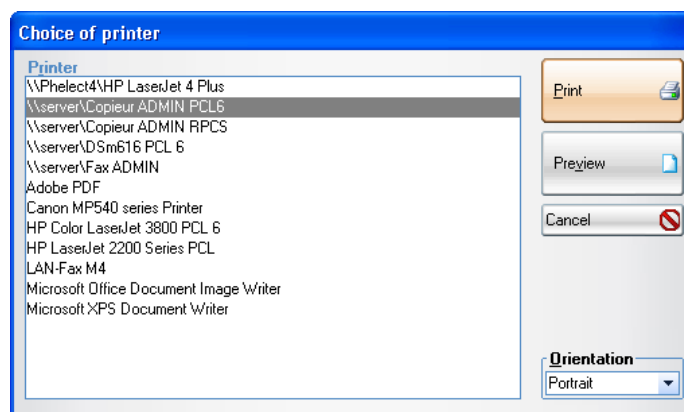 Choice of printer
Printer
\\Phelect4\HP LaserJet 4 Plus
\\server\Copieur ADMIN PCL6
\\server\Copieur ADMIN RPCS
\\server\DSm616 PCL 6
\\server\Fax ADMIN
Adobe PDF
Canon MP540 series Printer
HP Color LaserJet 3800 PCL 6
HP LaserJet 2200 Series PCL
LAN-Fax M4
Microsoft Office Document Image Writer
Microsoft XPS Document Writer
Print
Preview
Cancel
Orientation
Portrait